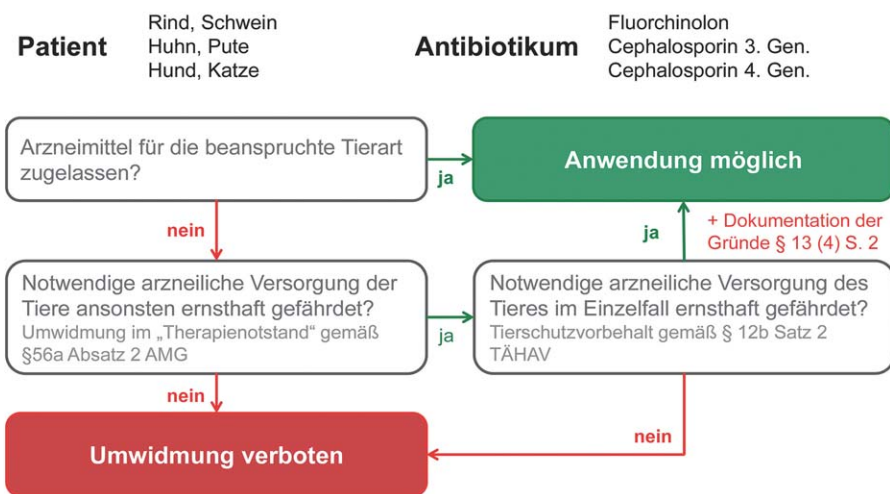 Patient
Rind, Schwein
Huhn, Pute
Hund, Katze
Antibiotikum
Fluorchinolon
Cephalosporin 3. Gen.
Cephalosporin 4. Gen.
Arzneimittel für die beanspruchte Tierart
zugelassen?
ja
Anwendung möglich
nein
ja
+ Dokumentation der
Gründe § 13 (4) S. 2
Notwendige arzneiliche Versorgung der
Tiere ansonsten ernsthaft gefährdet?
Umwidmung im „Therapienotstand“ gemäß
§56a Absatz 2 AMG
ja
Notwendige arzneiliche Versorgung des
Tieres im Einzelfall ernsthaft gefährdet?
Tierschutzvorbehalt gemäß § 12b Satz 2
TÄHAV
nein
nein
Umwidmung verboten